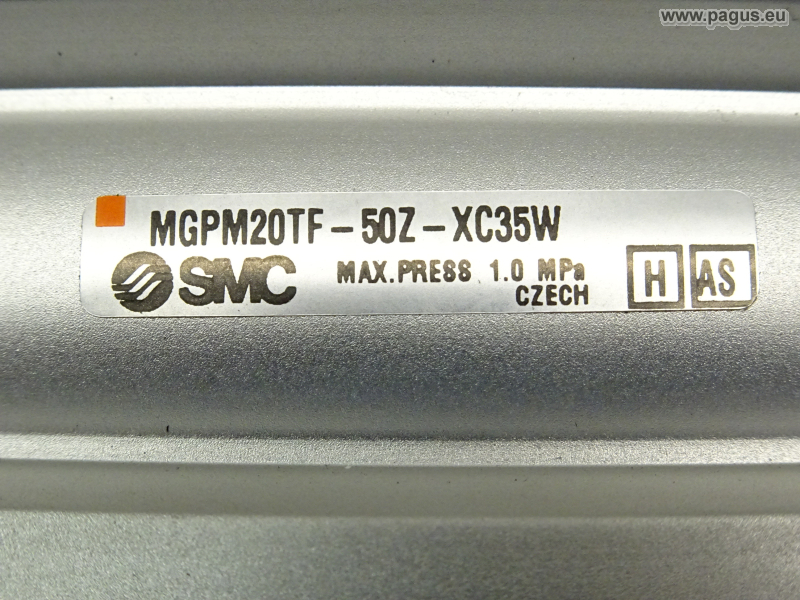 www.pagus.eu
MGPM20TF-50Z-XC35W
SMC MAX.PRESS 1.0 MPa
CZECH
H AS